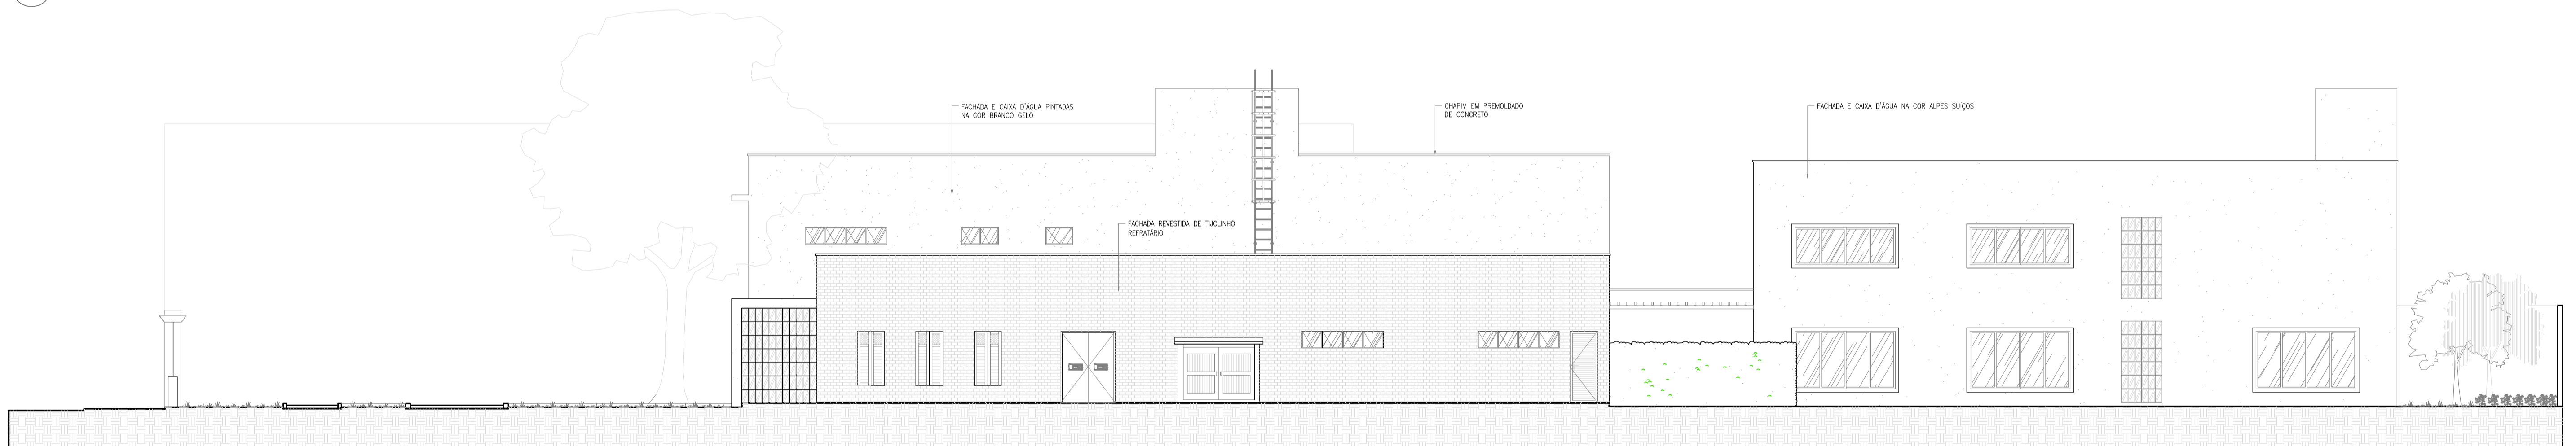 FACHADA E CAIXA D'ÁGUA PINTADAS
NA COR BRANCO GELO
CHAPIM EM PREMOLDADO
DE CONCRETO
FACHADA E CAIXA D'ÁGUA NA COR ALPES SUÍÇOS
FACHADA REVESTIDA DE TIJOLINHO
REFRATÁRIO